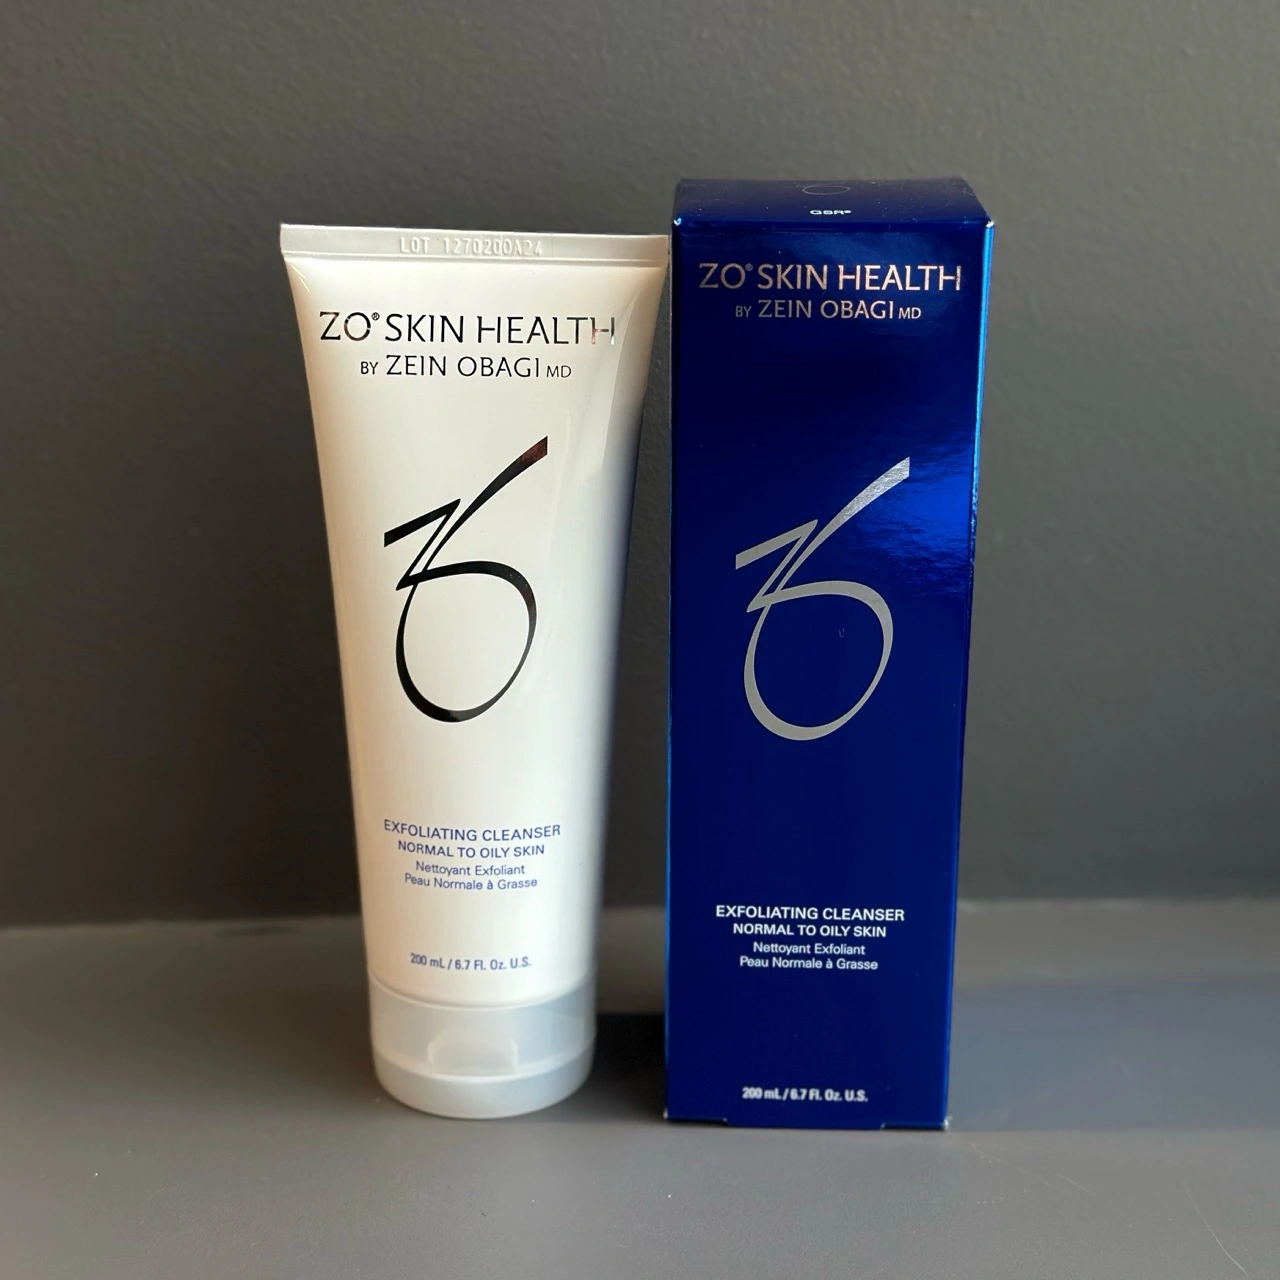 LOT 1270200A24
ZO® SKIN HEALTH
BY ZEIN OBAGI MD
EXFOLIATING CLEANSER
NORMAL TO OILY SKIN
Nettoyant Exfoliant
Peau Normale à Grasse
200 mL / 6.7 Fl. Oz. U.S.
GSR®
ZO® SKIN HEALTH
BY ZEIN OBAGI MD
EXFOLIATING CLEANSER
NORMAL TO OILY SKIN
Nettoyant Exfoliant
Peau Normale à Grasse
200 mL / 6.7 Fl. Oz. U.S.